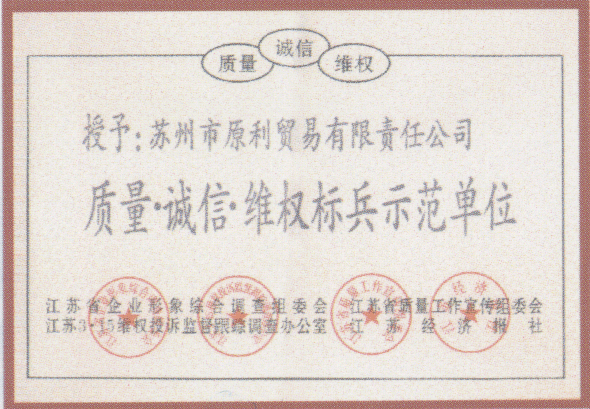 质量 诚信 维权
授予：苏州市原利贸易有限责任公司
质量·诚信·维权标兵示范单位
江苏省企业形象综合调查组委会 江苏省质量工作宣传组委会
江苏3·15维权投诉监督跟踪调查办公室 江苏经济报社